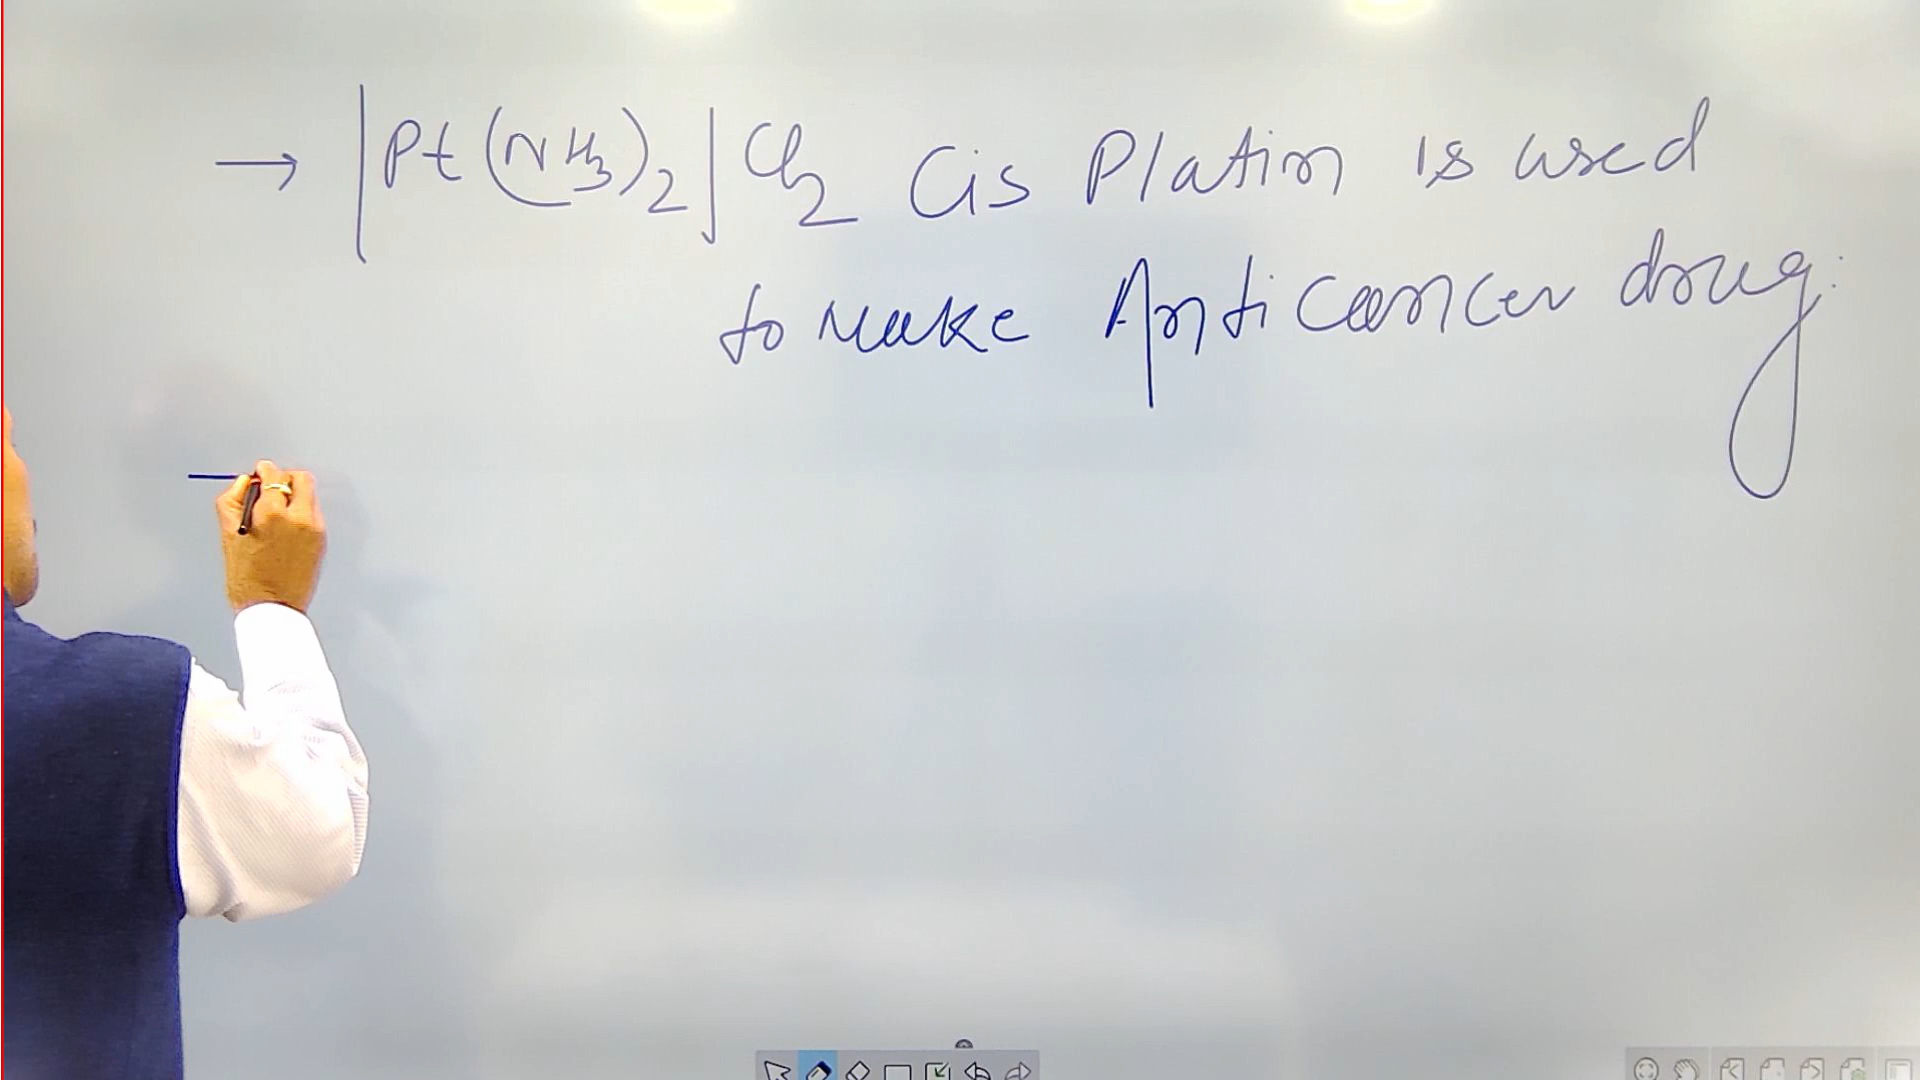 → [Pt(NH3)2]Cl2 Cis Platin is used
to Make Anticancer drug.